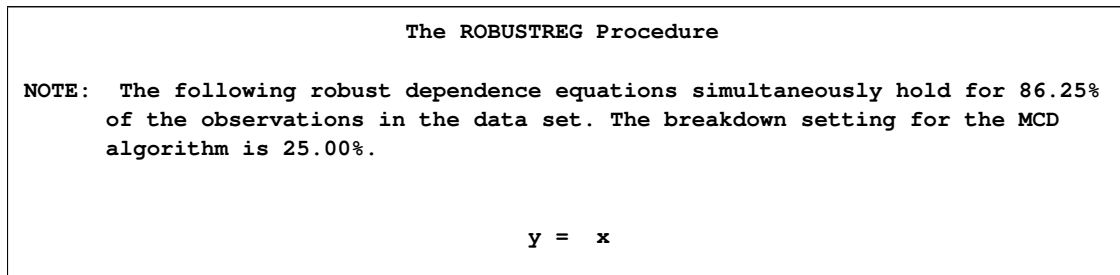 The ROBUSTREG Procedure
NOTE: The following robust dependence equations simultaneously hold for 86.25%
of the observations in the data set. The breakdown setting for the MCD
algorithm is 25.00%.
y = x